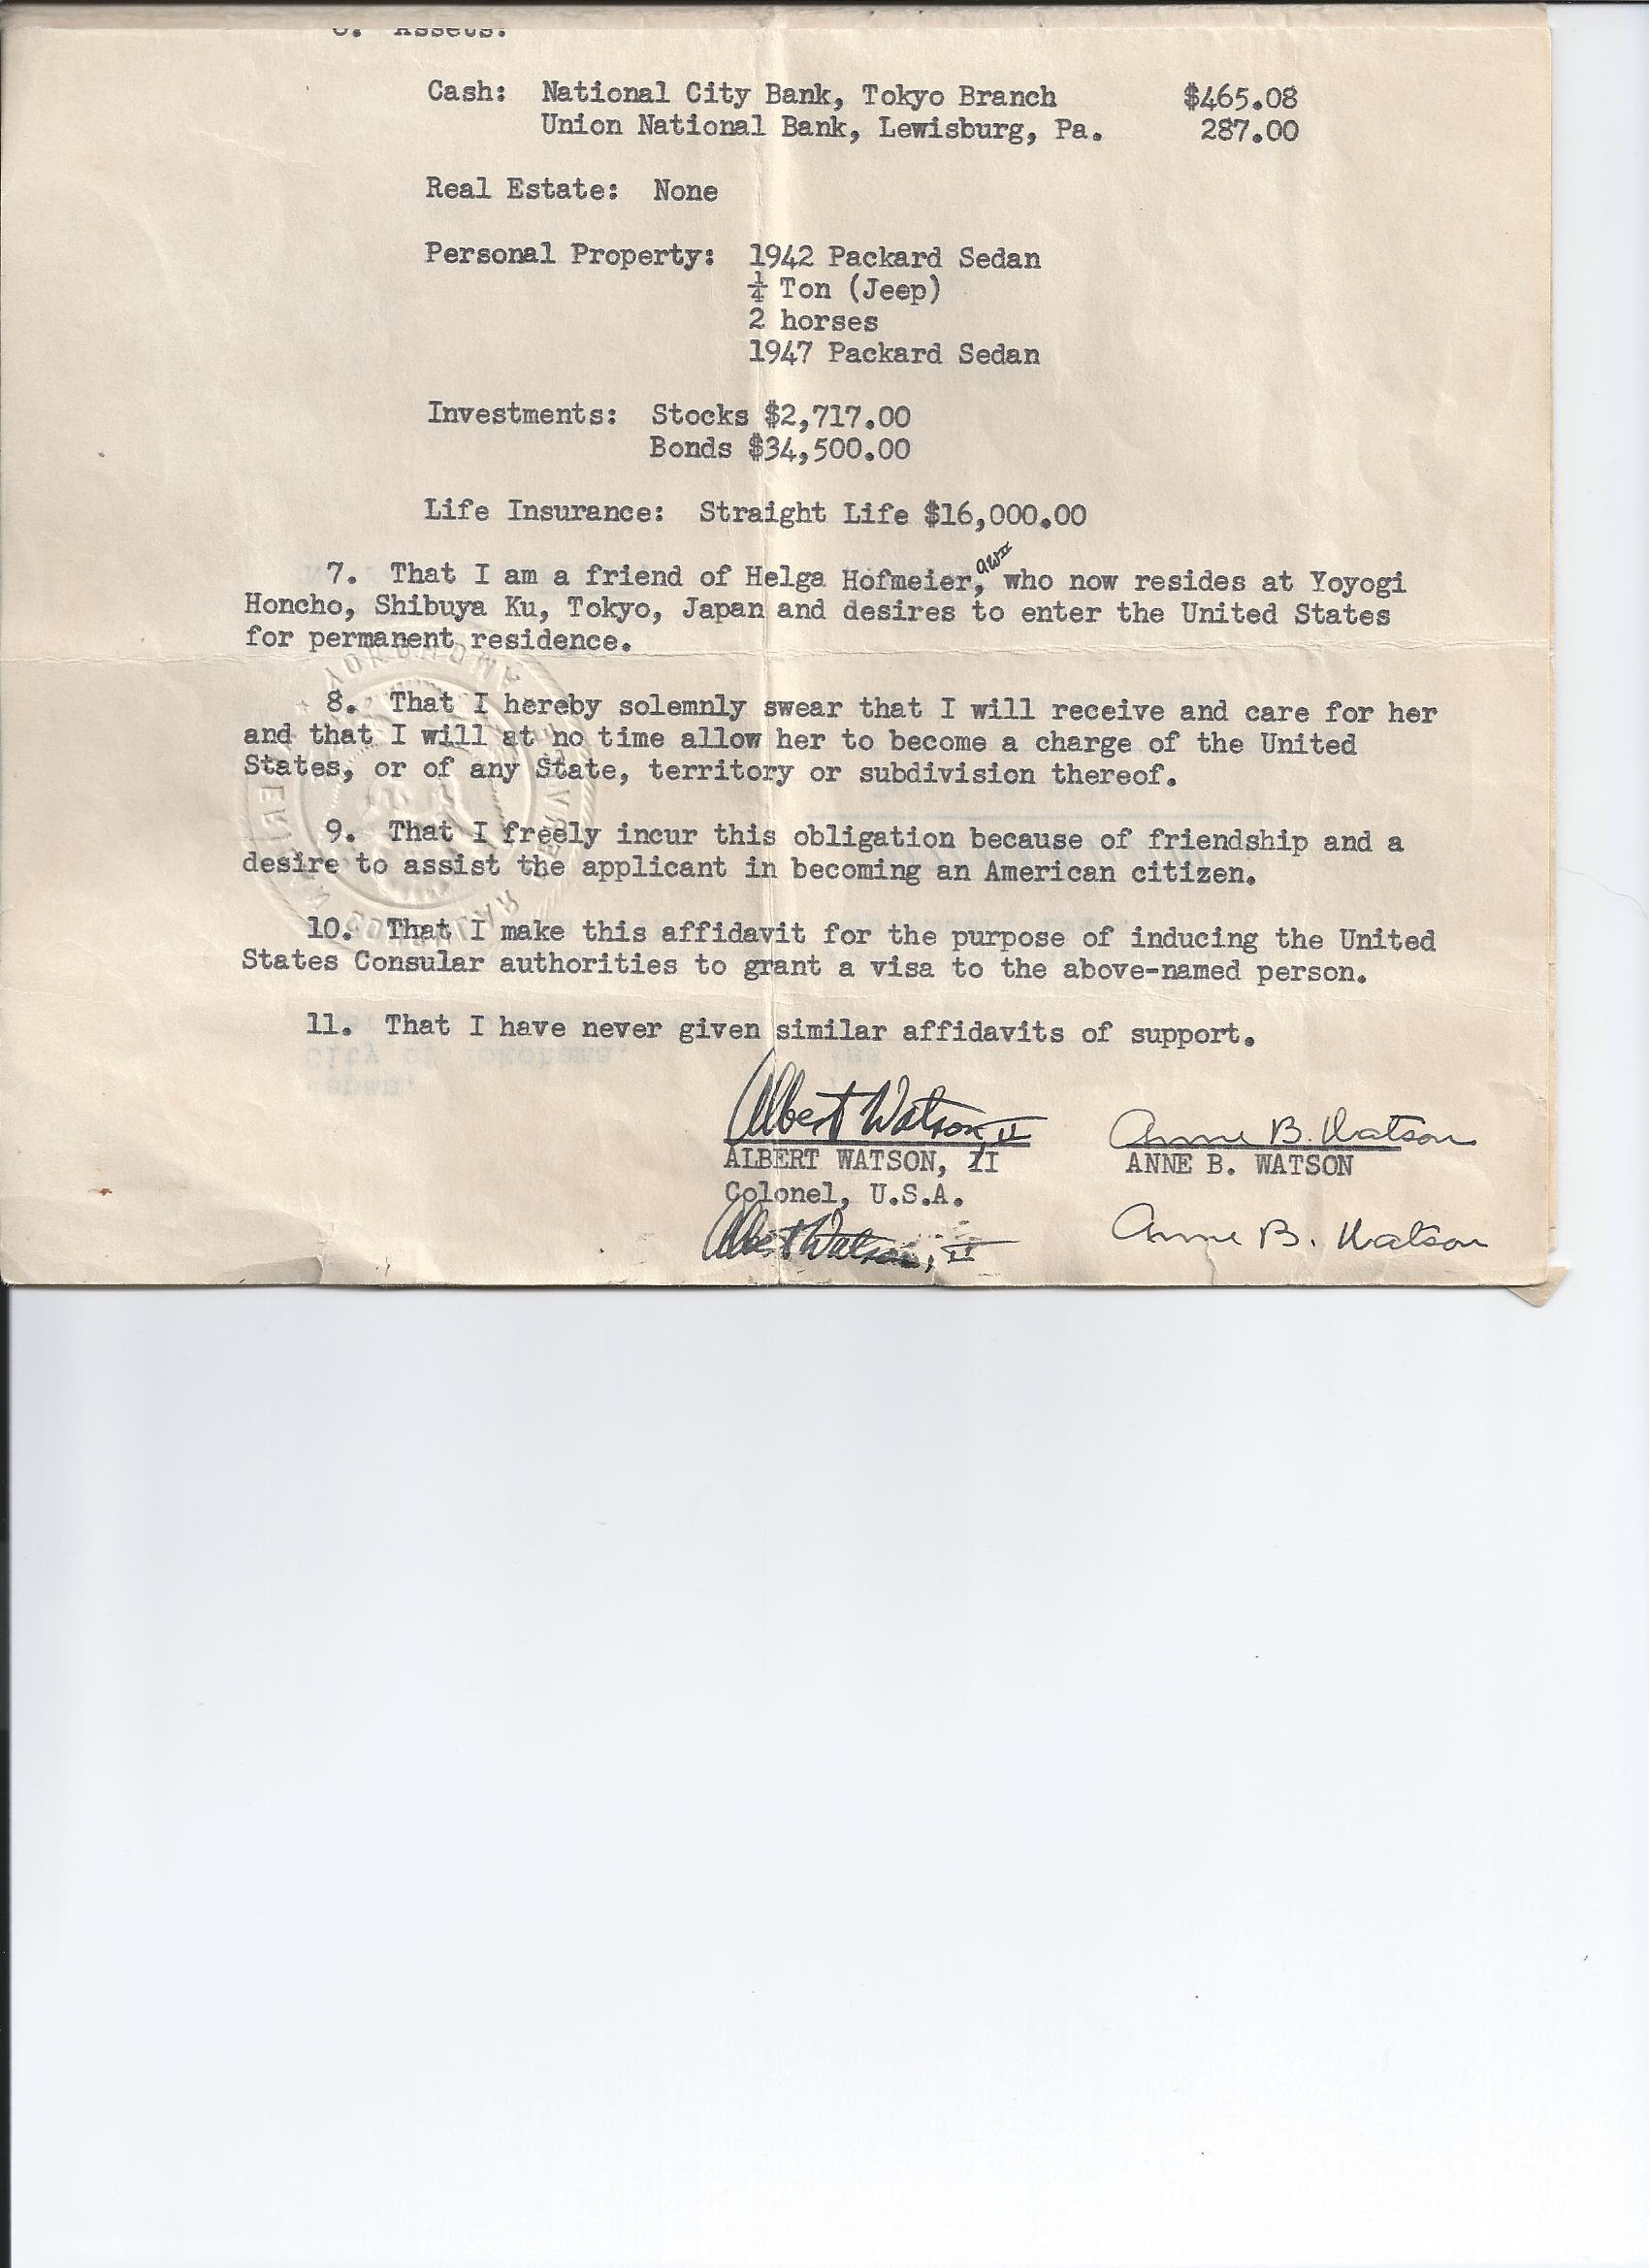 6. Assets:
Cash: National City Bank, Tokyo Branch $465.08
Union National Bank, Lewisburg, Pa. 287.00
Real Estate: None
Personal Property: 1942 Packard Sedan
¼ Ton (Jeep)
2 horses
1947 Packard Sedan
Investments: Stocks $2,717.00
Bonds $34,500.00
Life Insurance: Straight Life $16,000.00
7. That I am a friend of Helga Hofmeier, who now resides at Yoyogi
Honcho, Shibuya Ku, Tokyo, Japan and desires to enter the United States
for permanent residence.
8. That I hereby solemnly swear that I will receive and care for her
and that I will at no time allow her to become a charge of the United
States, or of any State, territory or subdivision thereof.
9. That I freely incur this obligation because of friendship and a
desire to assist the applicant in becoming an American citizen.
10. That I make this affidavit for the purpose of inducing the United
States Consular authorities to grant a visa to the above-named person.
11. That I have never given similar affidavits of support.
Albert Watson, II Anne B. Watson
ALBERT WATSON, II ANNE B. WATSON
Colonel, U.S.A.
Albert Watson, II Anne B. Watson